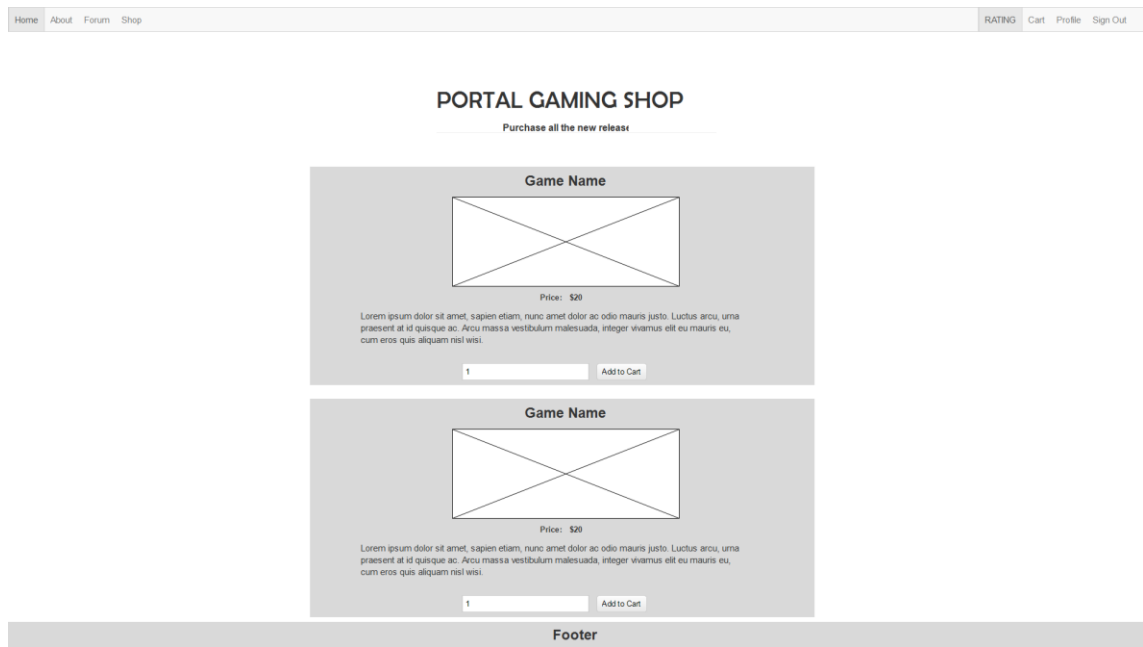 Home About Forum Shop RATING Cart Profile Sign Out
PORTAL GAMING SHOP
Purchase all the new release
Game Name
Price: $20
Lorem ipsum dolor sit amet, sapien etiam, nunc amet dolor ac odio mauris justo. Luctus arcu, urna
praesent at id quisque ac. Arcu massa vestibulum malesuada, integer vivamus elit eu mauris eu,
cum eros quis aliquam nisl wisi.
1 Add to Cart
Game Name
Price: $20
Lorem ipsum dolor sit amet, sapien etiam, nunc amet dolor ac odio mauris justo. Luctus arcu, urna
praesent at id quisque ac. Arcu massa vestibulum malesuada, integer vivamus elit eu mauris eu,
cum eros quis aliquam nisl wisi.
1 Add to Cart
Footer